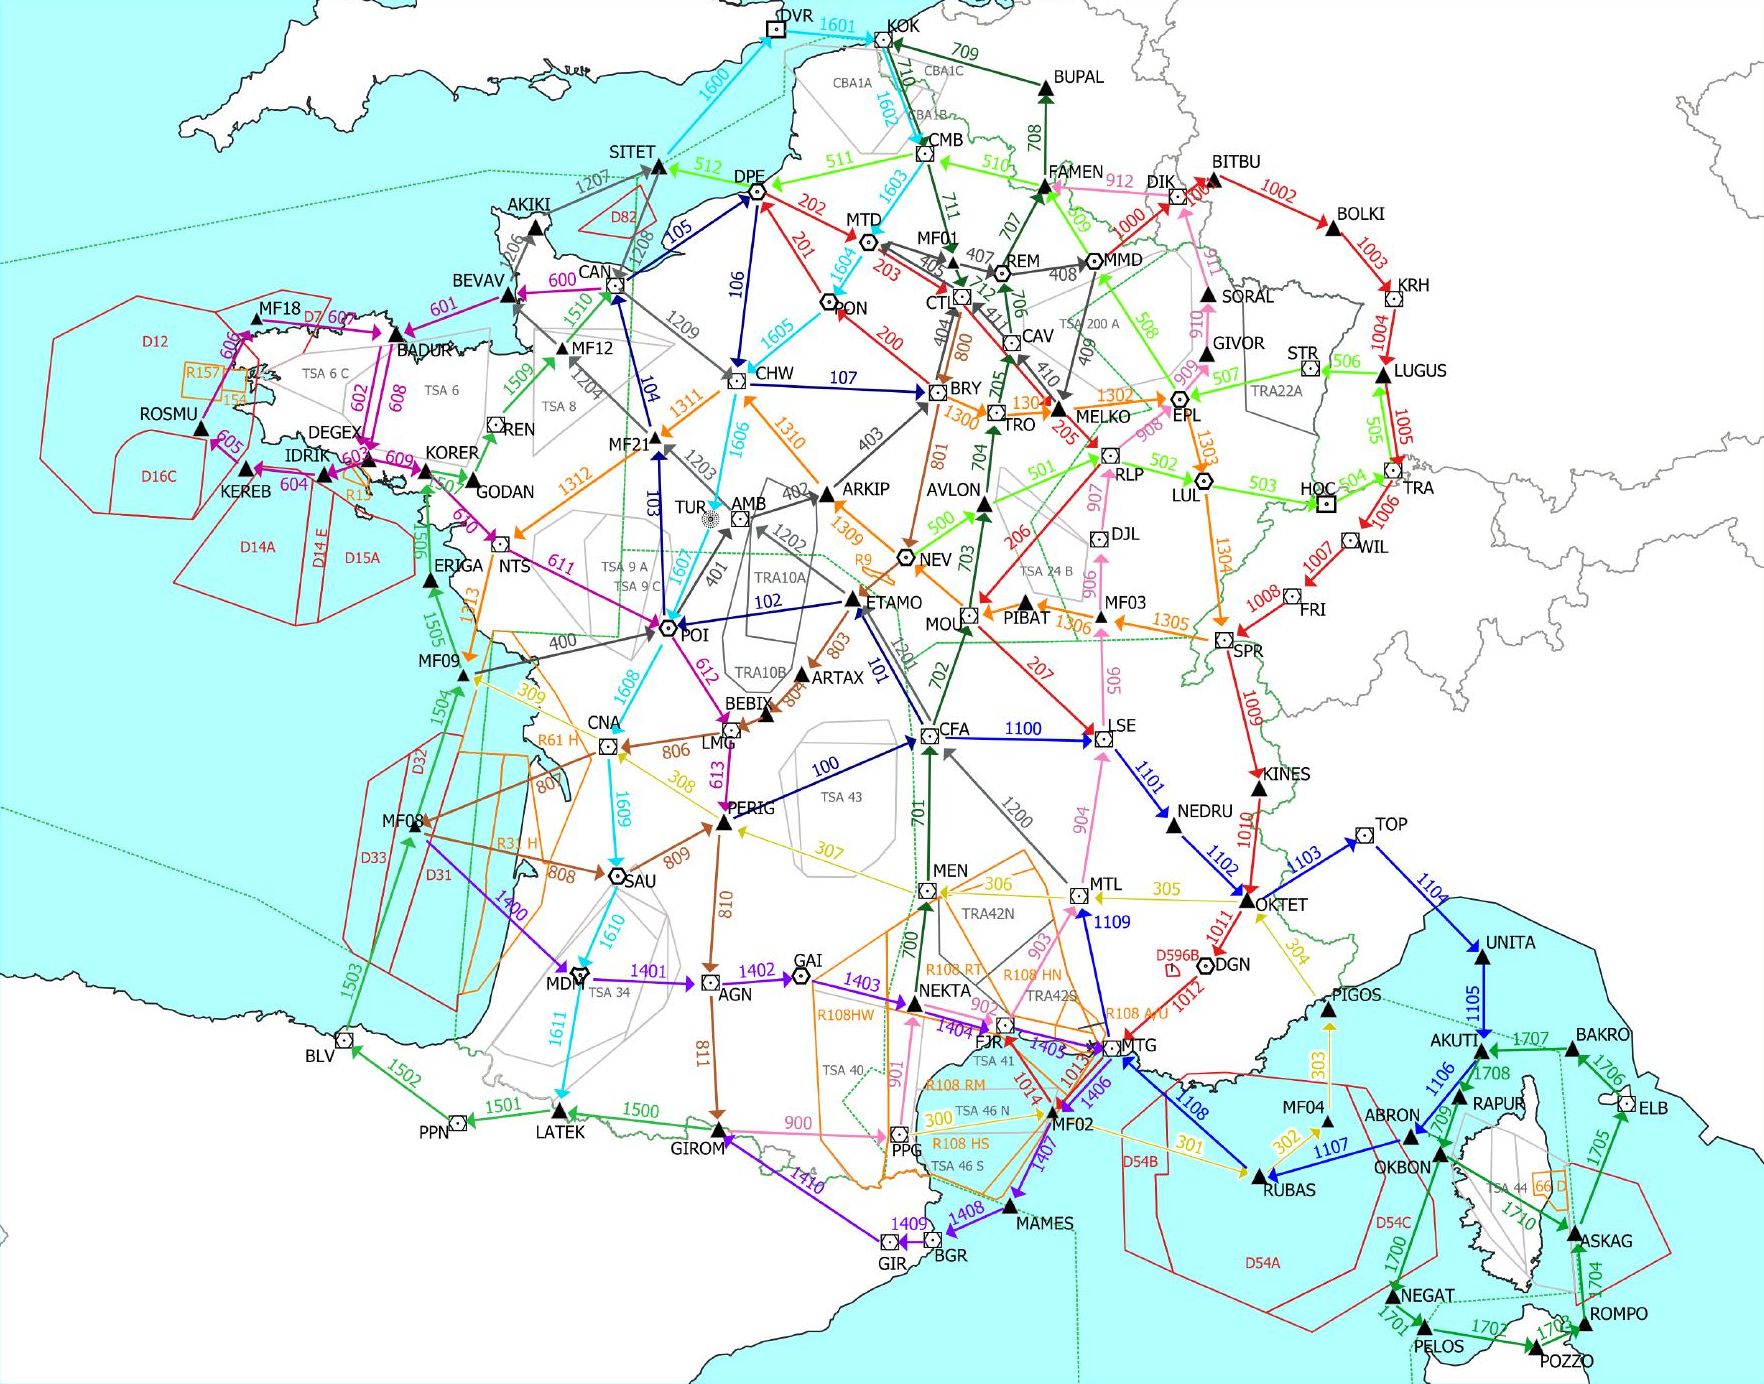 DVR
1601
KOK
709
BUPAL
CBA1A
710
CBA1C
1600
1602
CBA1B
708
SITET
CMB
511
510
512
DPE
FAMEN
912
DIK
BITBU
1002
1207
1603
AKIKI
D82
202
MTD
711
707
509
1000
BOLKI
1206
1208
105
201
MF01
407
REM
408
MMD
1003
BEVAV
600
CAN
106
1604
203
405
712
706
911
SORAL
KRH
MF18
607
D7
601
1510
1209
PON
CTL
411
TSA 200 A
508
910
1004
D12
606
BADUR
MF12
1605
200
404
800
CAV
409
GIVOR
STR
506
LUGUS
R157
154
TSA 6 C
602
608
TSA 6
1509
1204
104
CHW
107
BRY
705
410
1302
909
507
TRA22A
ROSMU
605
DEGEX
REN
TSA 8
1311
1310
1300
TRO
130
MELKO
EPL
505
1005
IDRIK
603
609
KORER
MF21
1606
403
801
205
908
1303
D16C
KEREB
604
R13
1507
GODAN
1312
1203
704
501
RLP
502
LUL
503
HOC
504
TRA
610
103
TUR
AMB
402
ARKIP
AVLON
907
1006
D14A
D14 E
D15A
1506
NTS
611
TSA 9 A
TSA 9 C
1607
401
1202
1309
500
206
DJL
1304
WIL
ERIGA
1313
TRA10A
R9
NEV
703
TSA 24 B
906
1007
1505
102
ETAMO
MOU
PIBAT
1306
MF03
1305
1008
FRI
MF09
400
POI
803
1201
SPR
309
1608
612
TRA10B
ARTAX
101
702
207
905
1504
BEBIX
804
1009
CNA
R61 H
LMG
806
CFA
1100
LSE
D32
807
613
100
1101
KINES
MF08
1609
308
PERIG
TSA 43
701
1200
904
NEDRU
1010
TOP
D33
D31
R31 H
808
SAU
809
307
1102
1103
1400
810
MEN
306
MTL
305
OKTET
1104
1610
TRA42N
1109
1011
UNITA
1503
MDM
1401
TSA 34
AGN
1402
GAI
1403
700
R108 RT
903
R108 HN
D596B
DGN
304
NEKTA
902
TRA42S
1012
PIGOS
1105
1611
R108HW
1404
FJR
1405
R108 A/U
MTG
BLV
811
TSA 40
901
TSA 41
1013
303
AKUTI
1707
BAKRO
1502
R108 RM
1014
1406
1108
1106
1708
1706
PPN
1501
LATEK
1500
GIROM
900
PPG
300
TSA 46 N
MF02
MF04
302
ABRON
RAPUR
1709
ELB
R108 HS
TSA 46 S
1407
301
D54B
1107
OKBON
1705
1410
RUBAS
TSA 44
66 D
1408
MAMES
1710
1409
D54C
GIR
BGR
D54A
1700
ASKAG
1704
NEGAT
1701
PELOS
1702
1703
ROMPO
POZZO